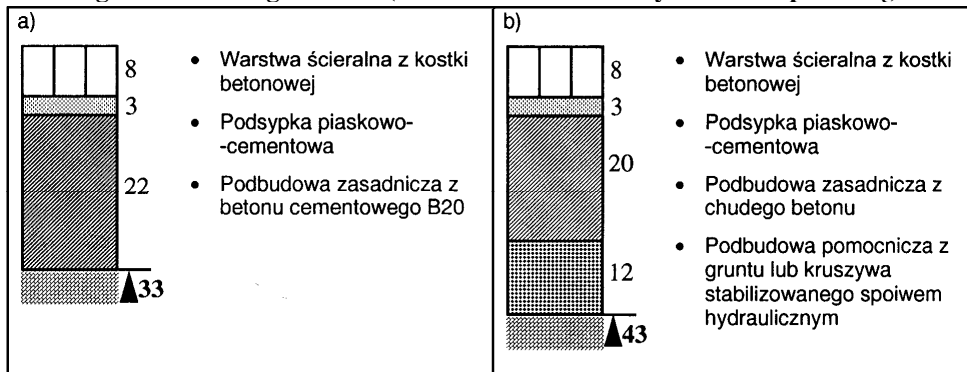 a)
8
3
22
33
• Warstwa ścieralna z kostki
betonowej
• Podsypka piaskowo-
-cementowa
• Podbudowa zasadnicza z
betonu cementowego B20
b)
8
3
20
12
43
• Warstwa ścieralna z kostki
betonowej
• Podsypka piaskowo-
-cementowa
• Podbudowa zasadnicza z
chudego betonu
• Podbudowa pomocnicza z
gruntu lub kruszywa
stabilizowanego spoiwem
hydraulicznym